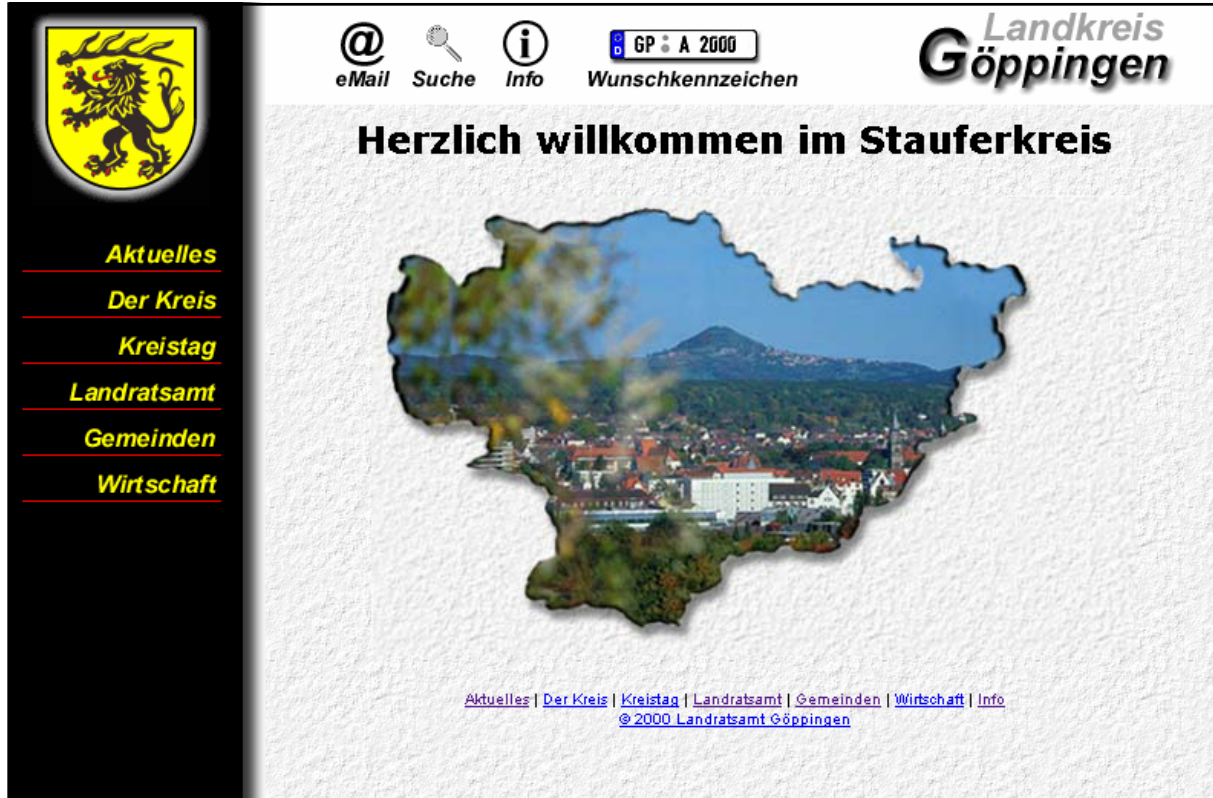 eMail Suche Info Wunschkennzeichen
D GP A 2000
Landkreis
Göppingen
Herzlich willkommen im Stauferkreis
Aktuelles
Der Kreis
Kreistag
Landratsamt
Gemeinden
Wirtschaft
Aktuelles | Der Kreis | Kreistag | Landratsamt | Gemeinden | Wirtschaft | Info
© 2000 Landratsamt Göppingen